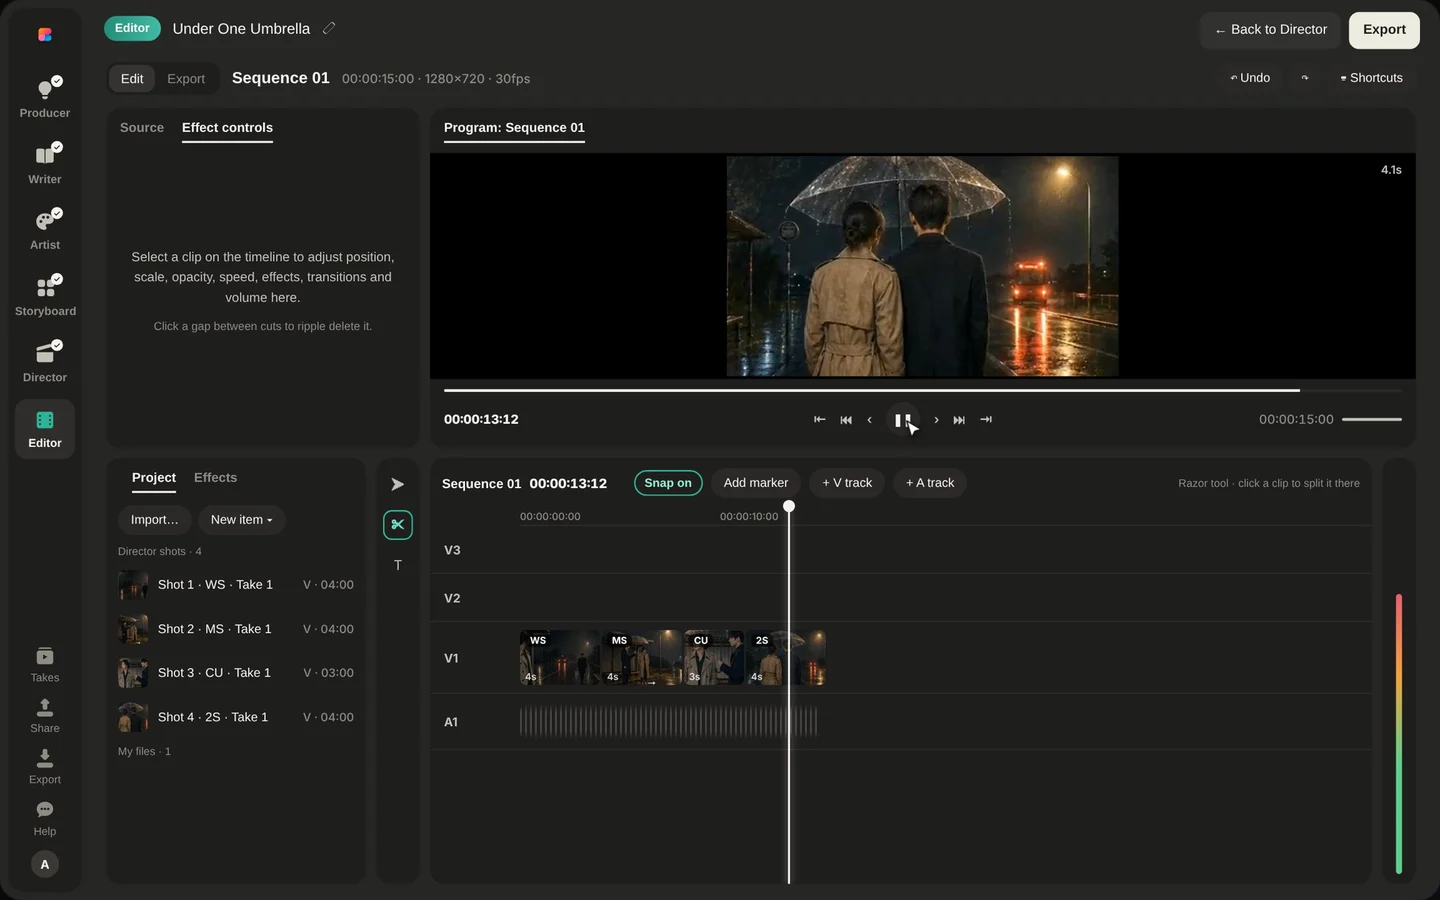 Editor
Under One Umbrella
← Back to Director
Export
Producer
Writer
Artist
Storyboard
Director
Editor
Takes
Share
Export
Help
A
Edit
Export
Sequence 01
00:00:15:00 · 1280×720 · 30fps
Undo
Shortcuts
Source
Effect controls
Select a clip on the timeline to adjust position,
scale, opacity, speed, effects, transitions and
volume here.
Click a gap between cuts to ripple delete it.
Program: Sequence 01
4.1s
00:00:13:12
00:00:15:00
Project
Effects
Import…
New item
Director shots · 4
Shot 1 · WS · Take 1
V · 04:00
Shot 2 · MS · Take 1
V · 04:00
Shot 3 · CU · Take 1
V · 03:00
Shot 4 · 2S · Take 1
V · 04:00
My files · 1
T
Sequence 01
00:00:13:12
Snap on
Add marker
+ V track
+ A track
Razor tool · click a clip to split it there
00:00:00:00
00:00:10:00
V3
V2
V1
WS
4s
MS
4s
CU
3s
2S
4s
A1